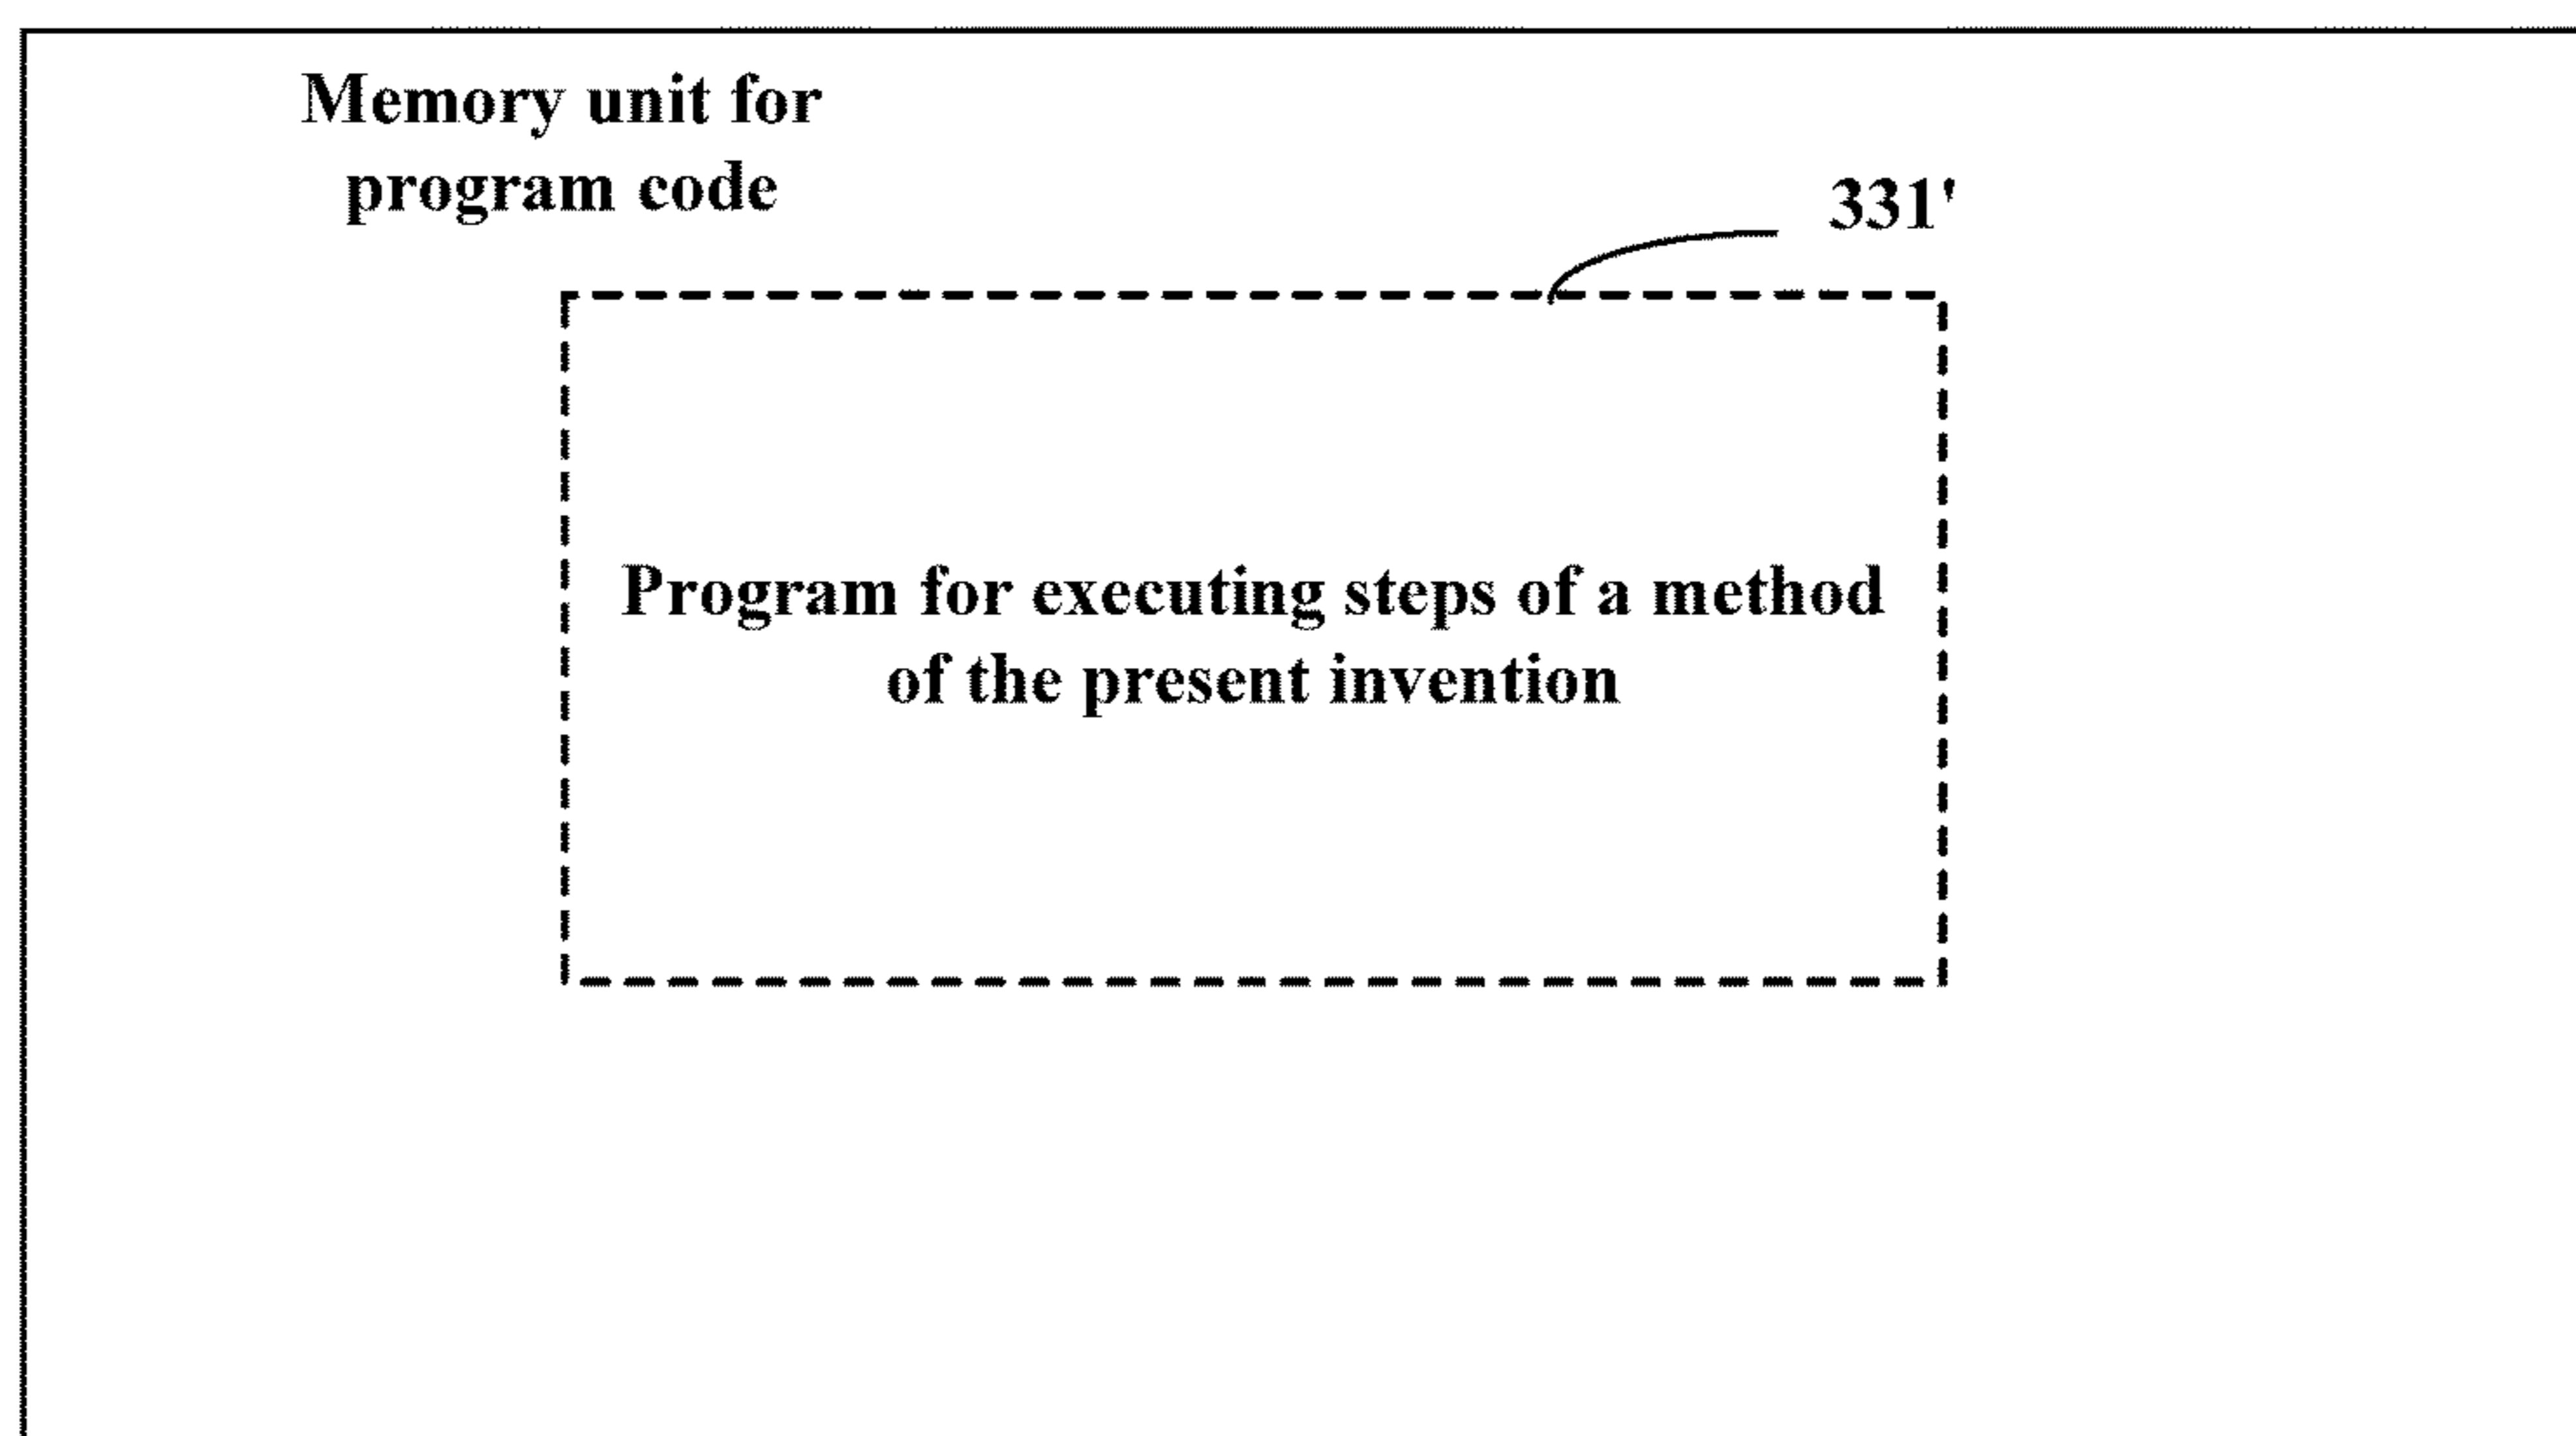 Memory unit for
program code
331'
Program for executing steps of a method
of the present invention